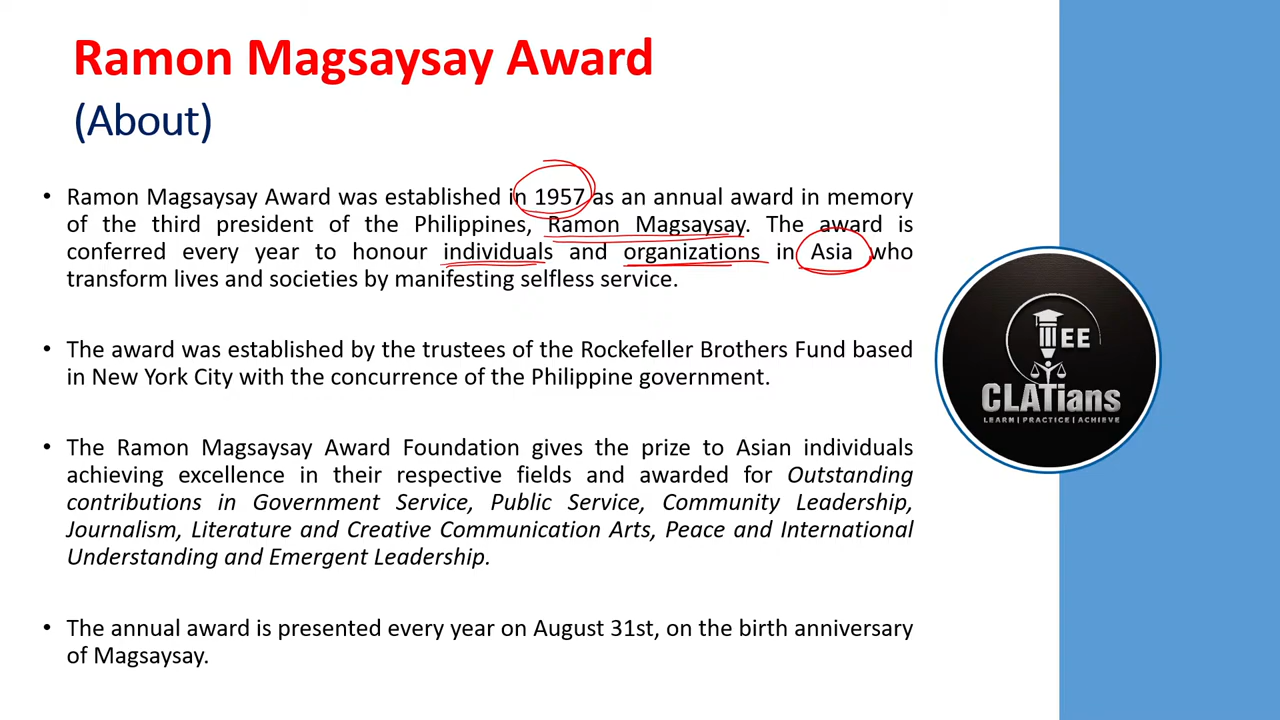 Ramon Magsaysay Award
(About)
• Ramon Magsaysay Award was established in 1957 as an annual award in memory
of the third president of the Philippines, Ramon Magsaysay. The award is
conferred every year to honour individuals and organizations in Asia who
transform lives and societies by manifesting selfless service.
• The award was established by the trustees of the Rockefeller Brothers Fund based
in New York City with the concurrence of the Philippine government.
• The Ramon Magsaysay Award Foundation gives the prize to Asian individuals
achieving excellence in their respective fields and awarded for Outstanding
contributions in Government Service, Public Service, Community Leadership,
Journalism, Literature and Creative Communication Arts, Peace and International
Understanding and Emergent Leadership.
• The annual award is presented every year on August 31st, on the birth anniversary
of Magsaysay.
EE
CLATians
LEARN | PRACTICE | ACHIEVE